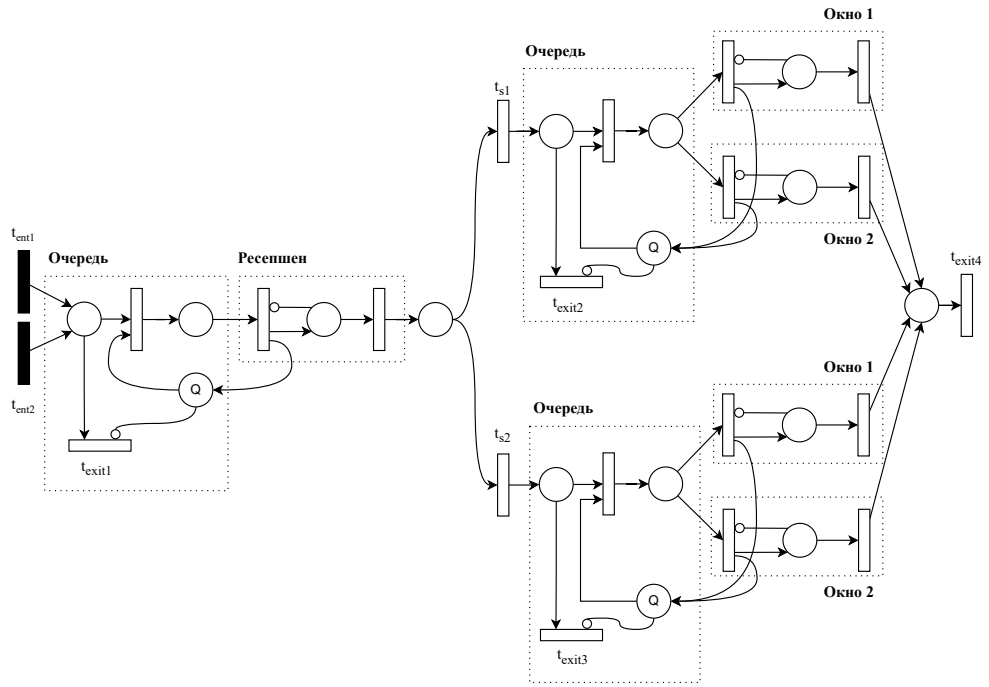 Окно 1
Очередь
t_s1
Окно 2
t_ent1
Очередь
Ресепшен
Q
t_exit2
t_exit4
t_ent2
Q
Окно 1
Очередь
t_s2
t_exit1
Окно 2
Q
t_exit3